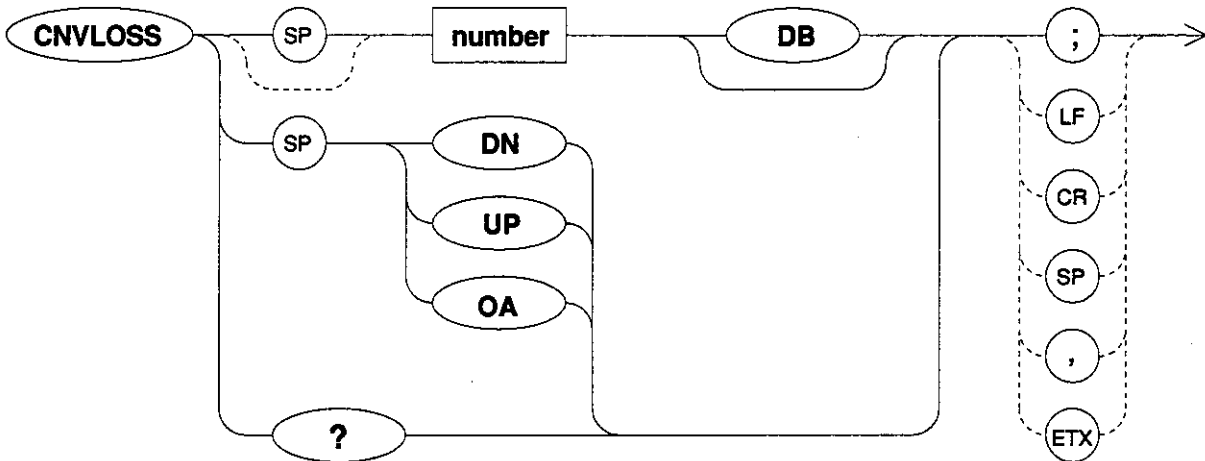 CNVLOSS SP number DB ;
LF
SP DN
CR
UP
SP
OA
,
? ETX